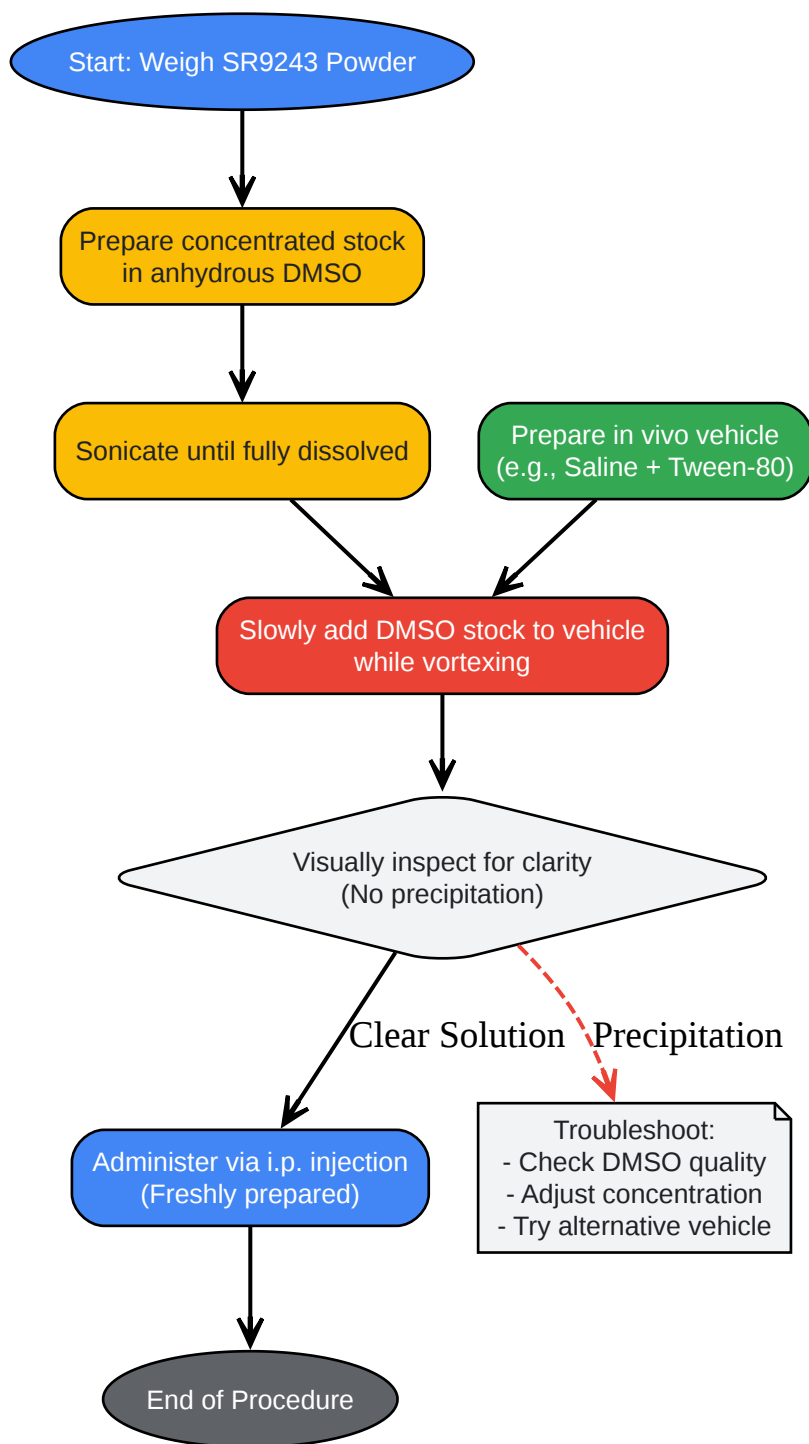 Start: Weigh SR9243 Powder
Prepare concentrated stock
in anhydrous DMSO
Sonicate until fully dissolved
Prepare in vivo vehicle
(e.g., Saline + Tween-80)
Slowly add DMSO stock to vehicle
while vortexing
Visually inspect for clarity
(No precipitation)
Clear Solution
Precipitation
Administer via i.p. injection
(Freshly prepared)
Troubleshoot:
- Check DMSO quality
- Adjust concentration
- Try alternative vehicle
End of Procedure